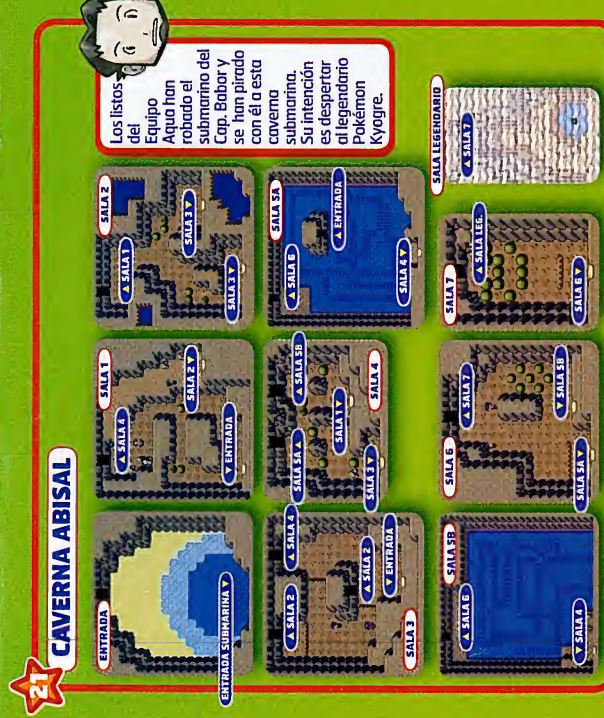 21
CAVERNA ABISAL
ENTRADA
ENTRADA SUBMARINA ▼
SALA 1
▲ SALA 4
SALA 2 ▼
▼ ENTRADA
SALA 2
▲ SALA 1
SALA 3 ▼
SALA 3 ▼
Los listos
del
Equipo
Aqua han
robado el
submarino del
Cap. Babor y
se han pirado
con él a esta
caverna
submarina.
Su intención
es despertar
al legendario
Pokémon
Kyogre.
▲ SALA 2
▲ SALA 4
▲ SALA 2
▼ ENTRADA
SALA 3
SALA 5A ▲
▲ SALA 5B
SALA 1 ▼
SALA 3 ▼
SALA 4
SALA 5A
▲ SALA 6
▲ ENTRADA
SALA 4 ▼
SALA 5B
▲ SALA 6
▼ SALA 4
SALA 6
▲ SALA 7
▼ SALA 5B
SALA 5A ▼
SALA 7
▲ SALA LEG.
SALA 6 ▼
SALA LEGENDARIO
▲ SALA 7